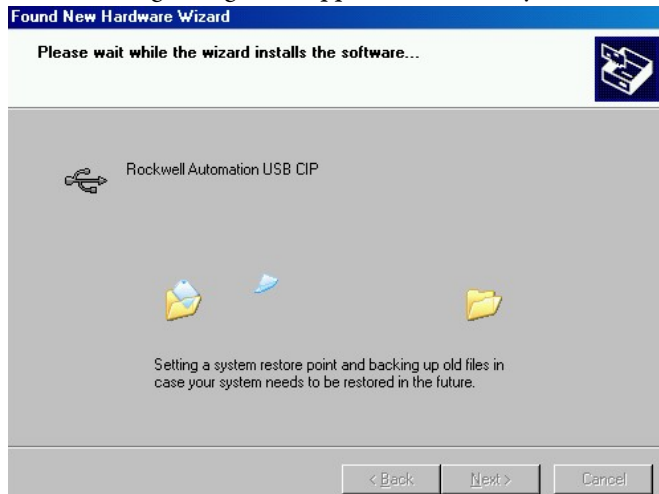 Found New Hardware Wizard
Please wait while the wizard installs the software...
Rockwell Automation USB CIP
Setting a system restore point and backing up old files in
case your system needs to be restored in the future.
< Back Next > Cancel